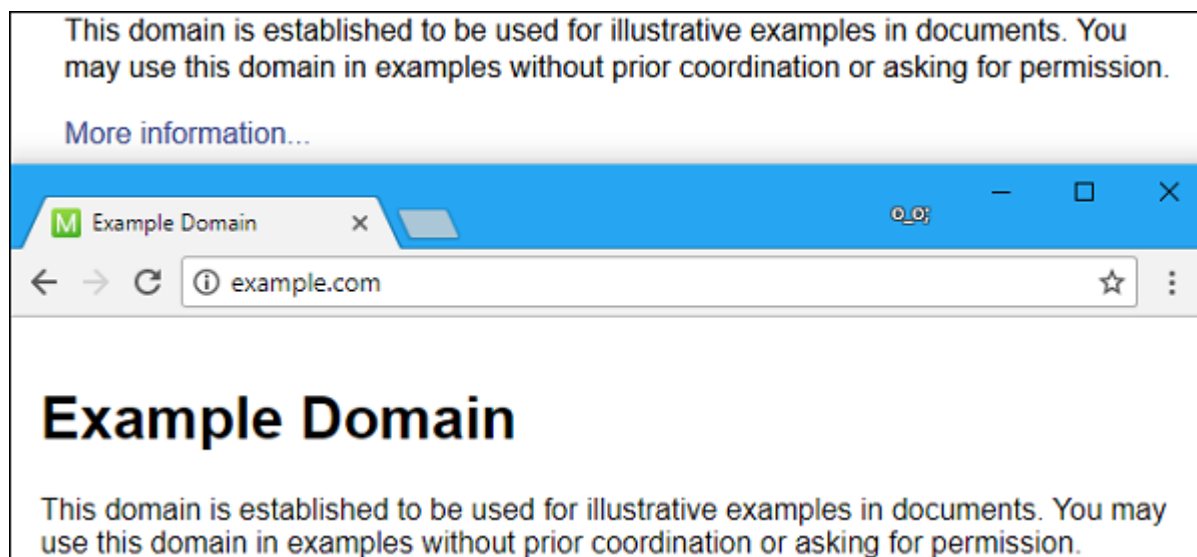 This domain is established to be used for illustrative examples in documents. You
may use this domain in examples without prior coordination or asking for permission.
More information...
o_o;
M Example Domain
example.com
Example Domain
This domain is established to be used for illustrative examples in documents. You may
use this domain in examples without prior coordination or asking for permission.